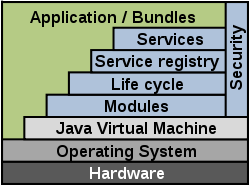 Application / Bundles
Services
Service registry
Life cycle
Modules
Java Virtual Machine
Operating System
Hardware
Security